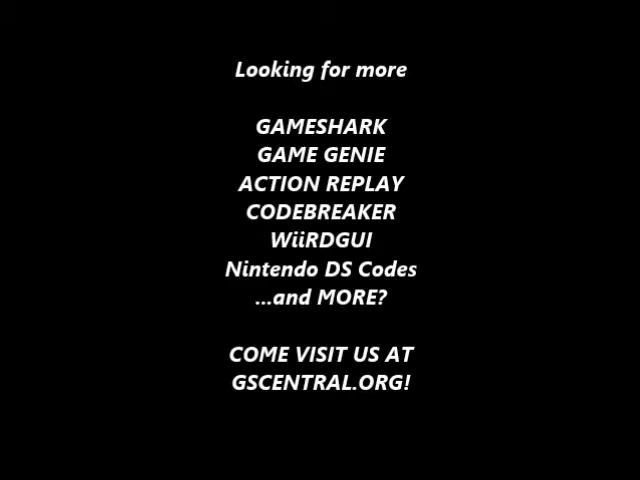 Looking for more
GAMESHARK
GAME GENIE
ACTION REPLAY
CODEBREAKER
WiiRDGUI
Nintendo DS Codes
...and MORE?
COME VISIT US AT
GSCENTRAL.ORG!